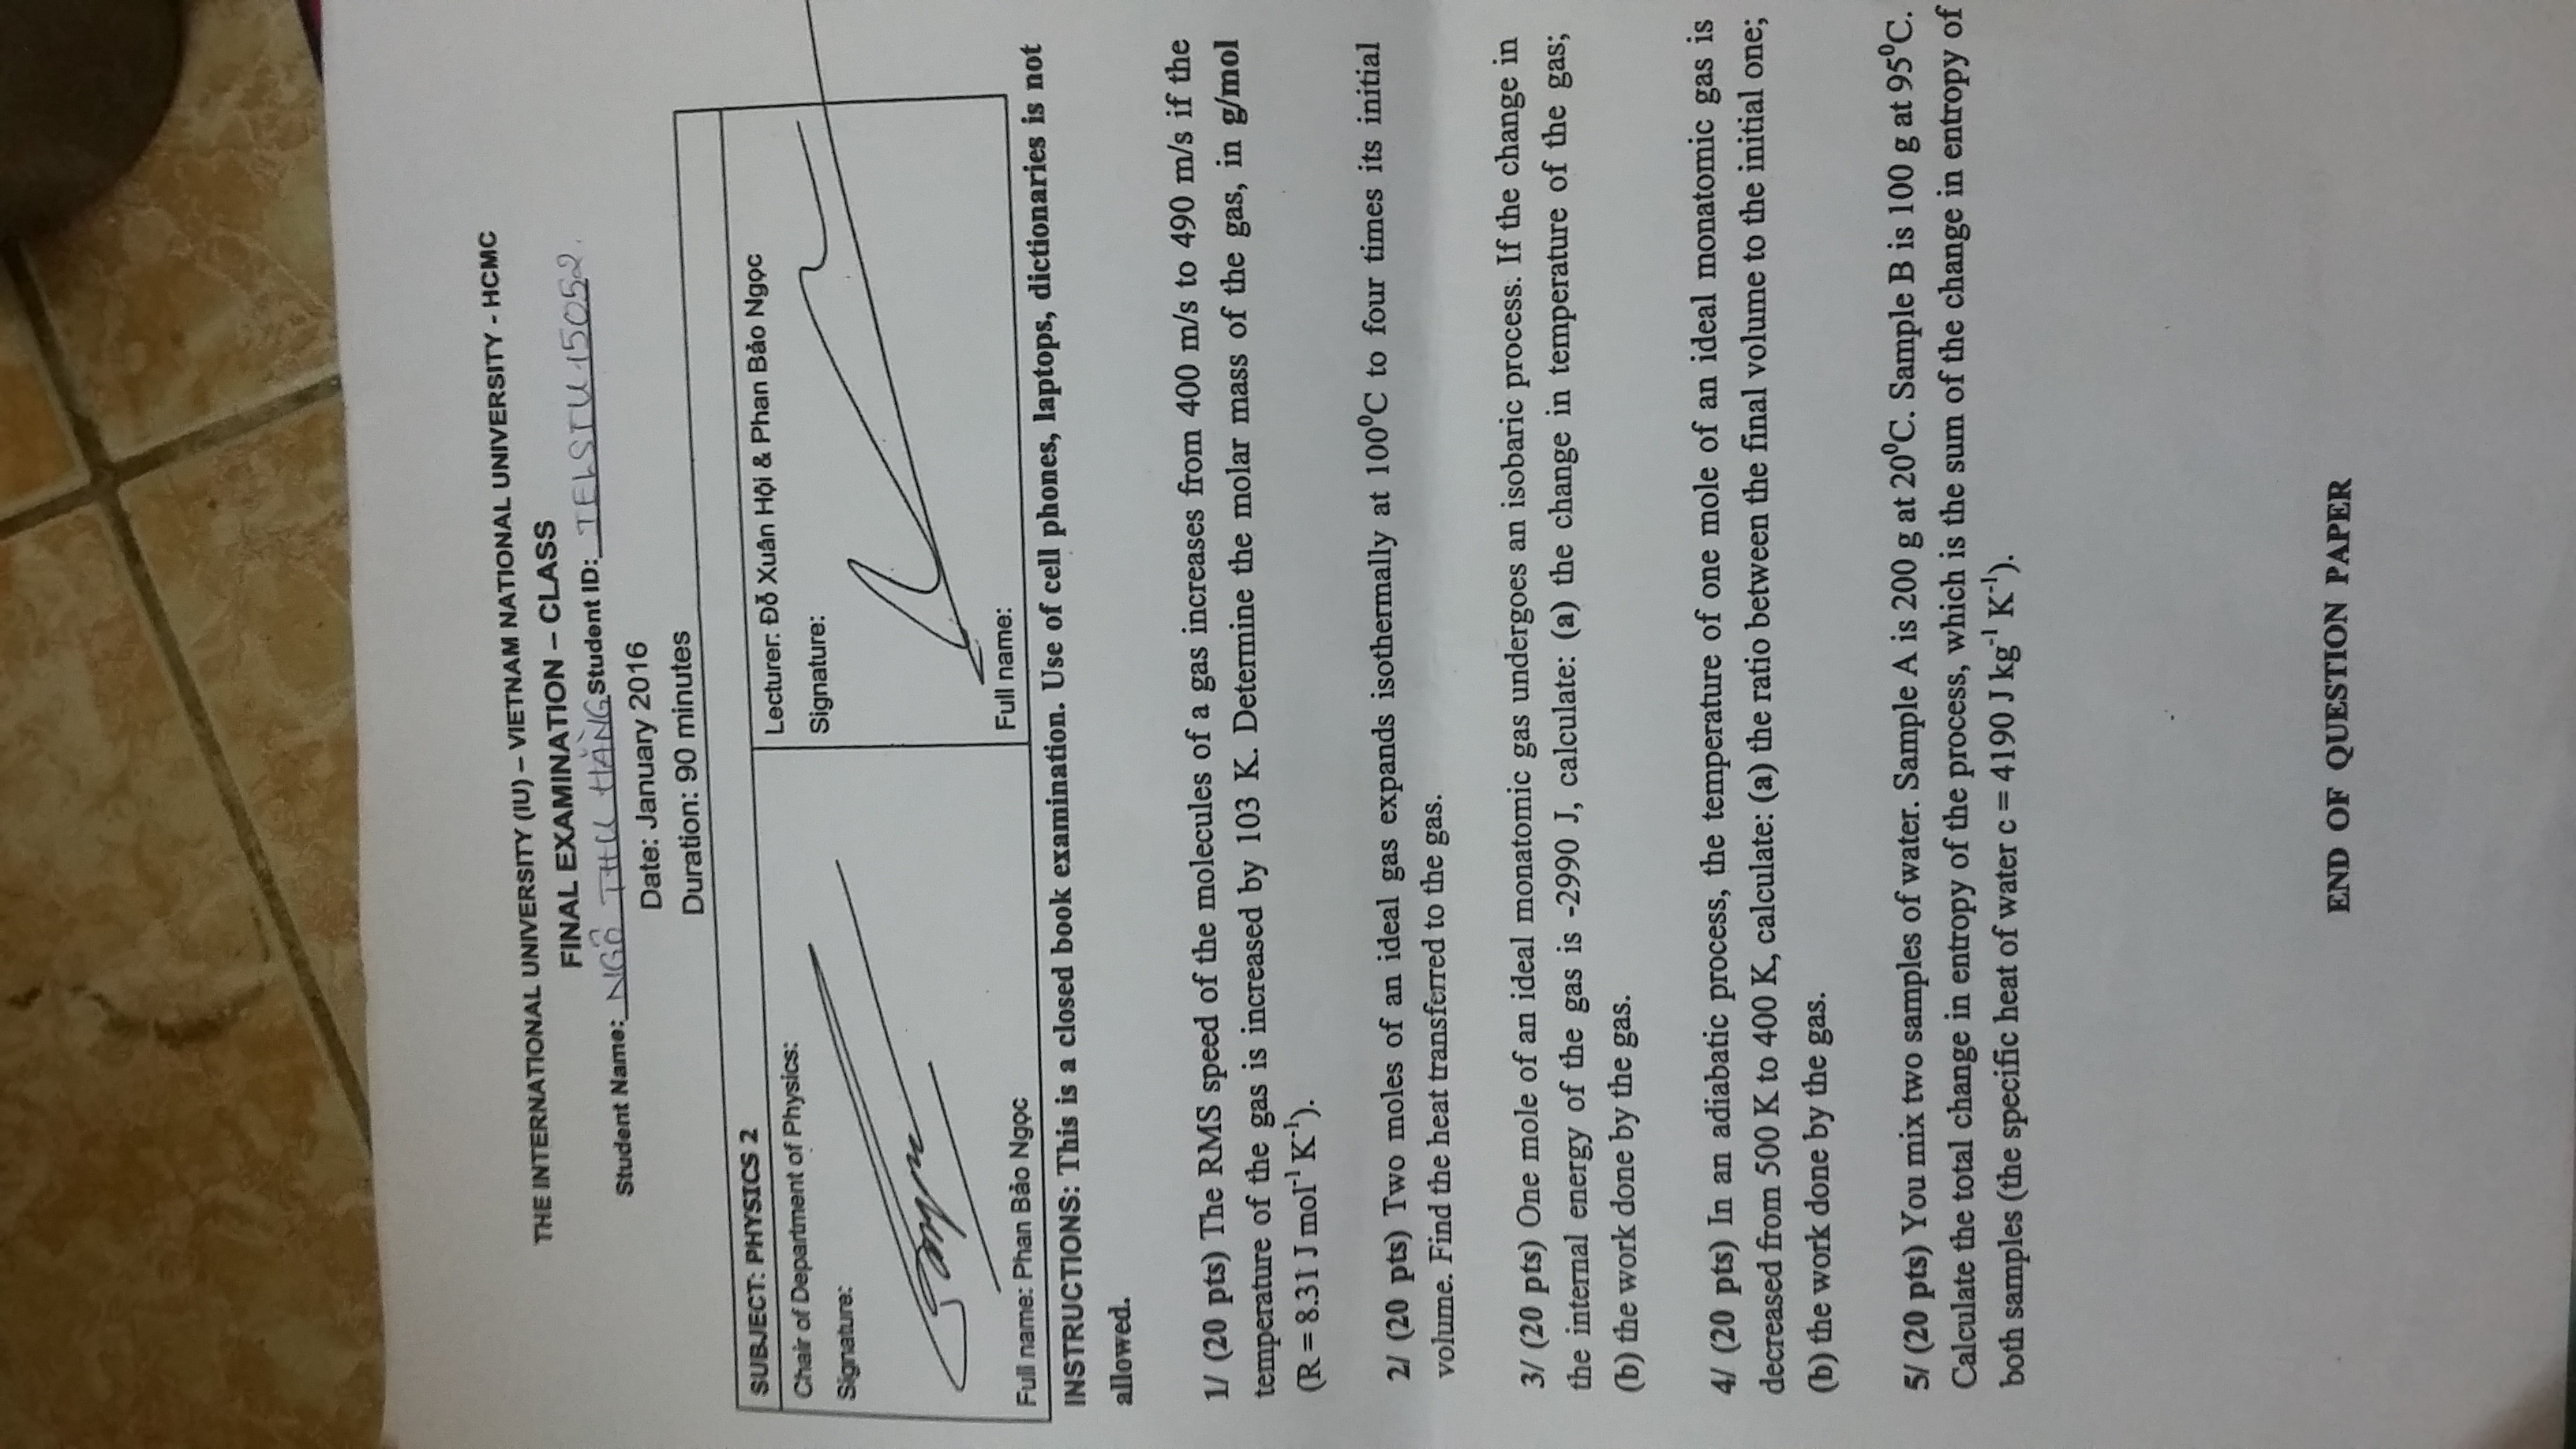 THE INTERNATIONAL UNIVERSITY (IU) – VIETNAM NATIONAL UNIVERSITY - HCMC
FINAL EXAMINATION – CLASS
Student Name: NGÔ THU HẰNG Student ID: IELSIU15052.
Date: January 2016
Duration: 90 minutes
SUBJECT: PHYSICS 2
Chair of Department of Physics:
Signature:
Full name: Phan Bảo Ngọc
Lecturer: Đỗ Xuân Hội & Phan Bảo Ngọc
Signature:
Full name:
INSTRUCTIONS: This is a closed book examination. Use of cell phones, laptops, dictionaries is not
allowed.
1/ (20 pts) The RMS speed of the molecules of a gas increases from 400 m/s to 490 m/s if the
temperature of the gas is increased by 103 K. Determine the molar mass of the gas, in g/mol
(R = 8.31 J mol⁻¹ K⁻¹).
2/ (20 pts) Two moles of an ideal gas expands isothermally at 100⁰C to four times its initial
volume. Find the heat transferred to the gas.
3/ (20 pts) One mole of an ideal monatomic gas undergoes an isobaric process. If the change in
the internal energy of the gas is -2990 J, calculate: (a) the change in temperature of the gas;
(b) the work done by the gas.
4/ (20 pts) In an adiabatic process, the temperature of one mole of an ideal monatomic gas is
decreased from 500 K to 400 K, calculate: (a) the ratio between the final volume to the initial one;
(b) the work done by the gas.
5/ (20 pts) You mix two samples of water. Sample A is 200 g at 20⁰C. Sample B is 100 g at 95⁰C.
Calculate the total change in entropy of the process, which is the sum of the change in entropy of
both samples (the specific heat of water c = 4190 J kg⁻¹ K⁻¹).
END OF QUESTION PAPER